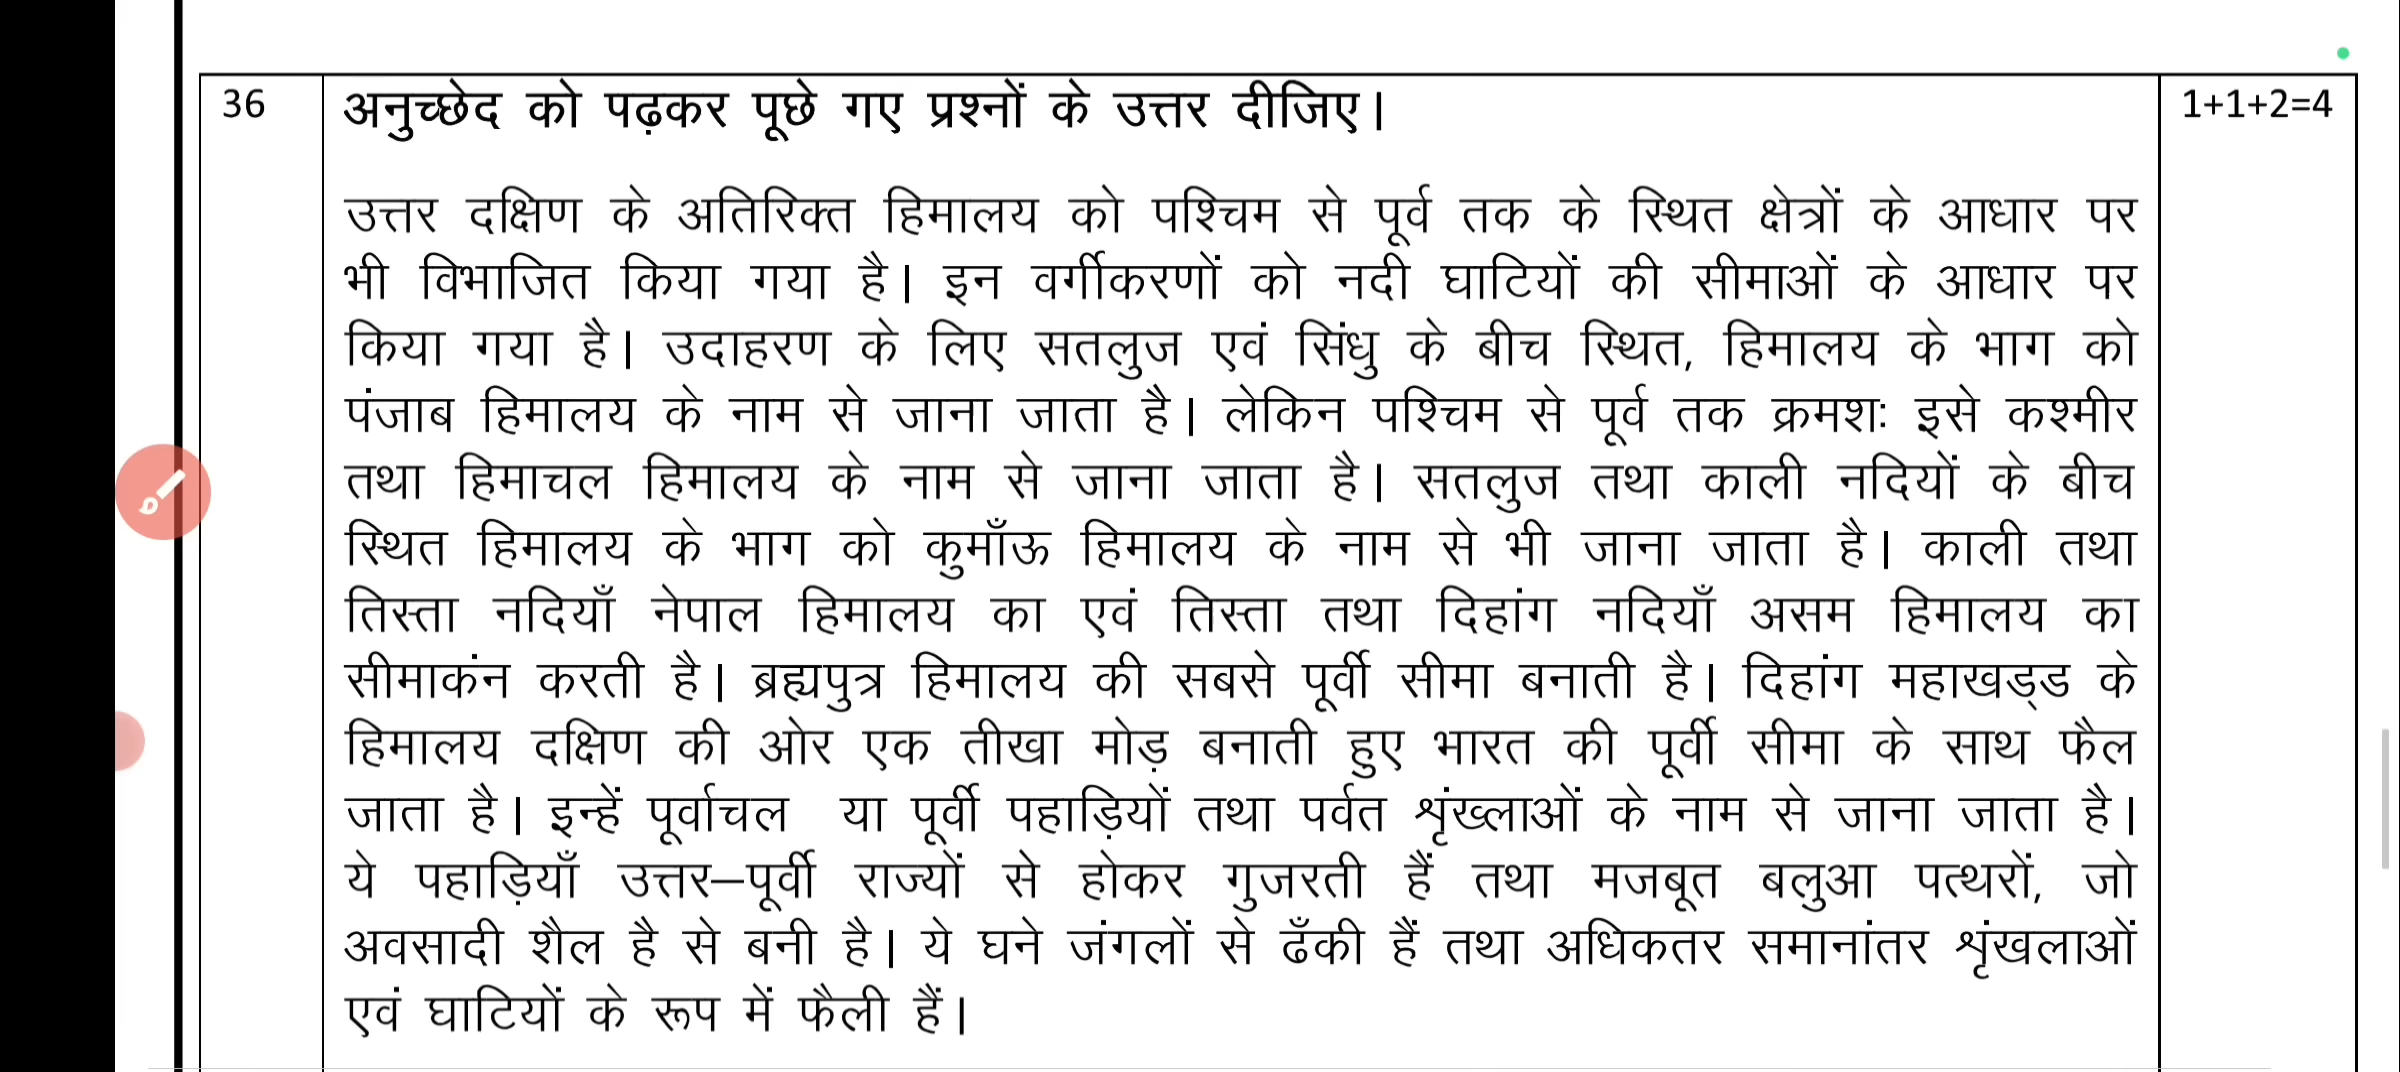 36
अनुच्छेद को पढ़कर पूछे गए प्रश्नों के उत्तर दीजिए।
1+1+2=4
उत्तर दक्षिण के अतिरिक्त हिमालय को पश्चिम से पूर्व तक के स्थित क्षेत्रों के आधार पर
भी विभाजित किया गया है। इन वर्गीकरणों को नदी घाटियों की सीमाओं के आधार पर
किया गया है। उदाहरण के लिए सतलुज एवं सिंधु के बीच स्थित, हिमालय के भाग को
पंजाब हिमालय के नाम से जाना जाता है। लेकिन पश्चिम से पूर्व तक क्रमशः इसे कश्मीर
तथा हिमाचल हिमालय के नाम से जाना जाता है। सतलुज तथा काली नदियों के बीच
स्थित हिमालय के भाग को कुमाँऊ हिमालय के नाम से भी जाना जाता है। काली तथा
तिस्ता नदियाँ नेपाल हिमालय का एवं तिस्ता तथा दिहांग नदियाँ असम हिमालय का
सीमाकंन करती है। ब्रह्यपुत्र हिमालय की सबसे पूर्वी सीमा बनाती है। दिहांग महाखड्ड के
हिमालय दक्षिण की ओर एक तीखा मोड़ बनाती हुए भारत की पूर्वी सीमा के साथ फैल
जाता है। इन्हें पूर्वाचल या पूर्वी पहाड़ियों तथा पर्वत शृंख्लाओं के नाम से जाना जाता है।
ये पहाड़ियाँ उत्तर–पूर्वी राज्यों से होकर गुजरती हैं तथा मजबूत बलुआ पत्थरों, जो
अवसादी शैल है से बनी है। ये घने जंगलों से ढँकी हैं तथा अधिकतर समानांतर शृंखलाओं
एवं घाटियों के रूप में फैली हैं।